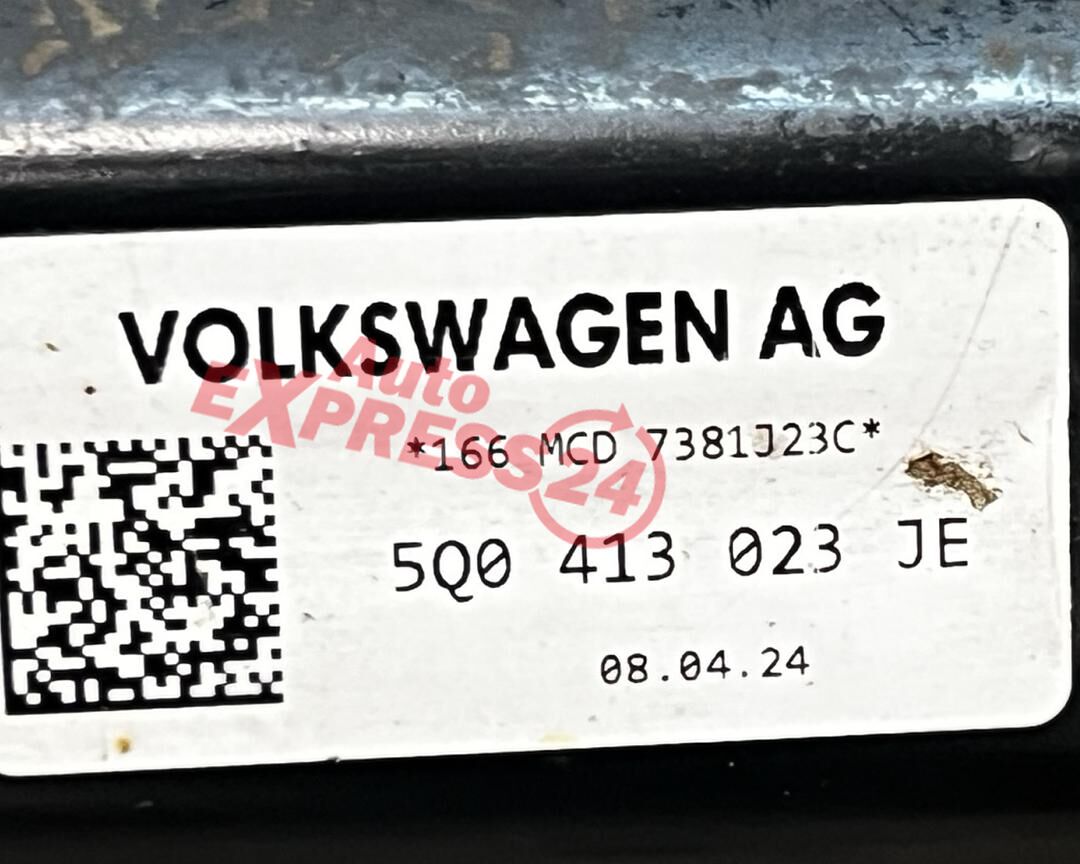 VOLKSWAGEN AG
Auto
EXPRESS24
*166 MCD 7381J23C*
5Q0 413 023 JE
08.04.24